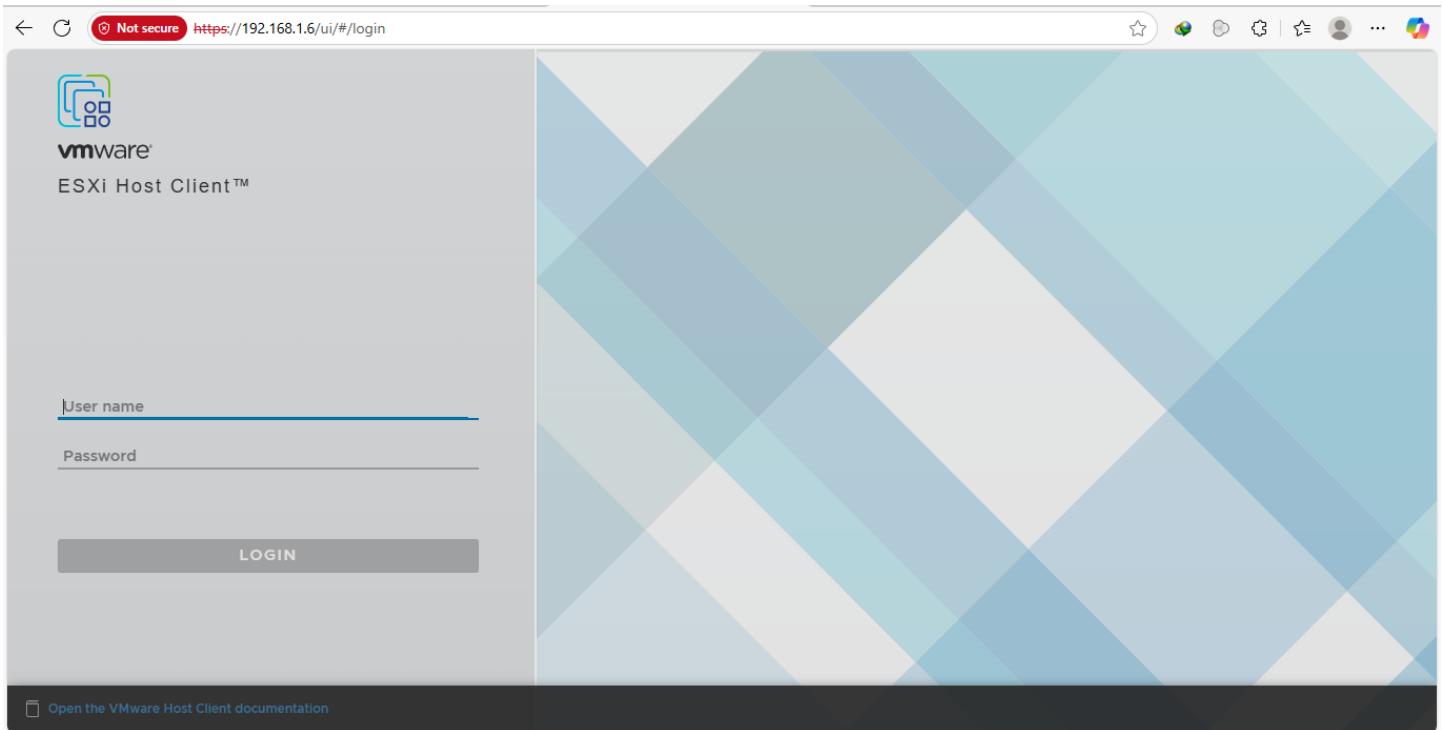 Not secure https://192.168.1.6/ui/#/login
vmware®
ESXi Host Client™
User name
Password
LOGIN
Open the VMware Host Client documentation